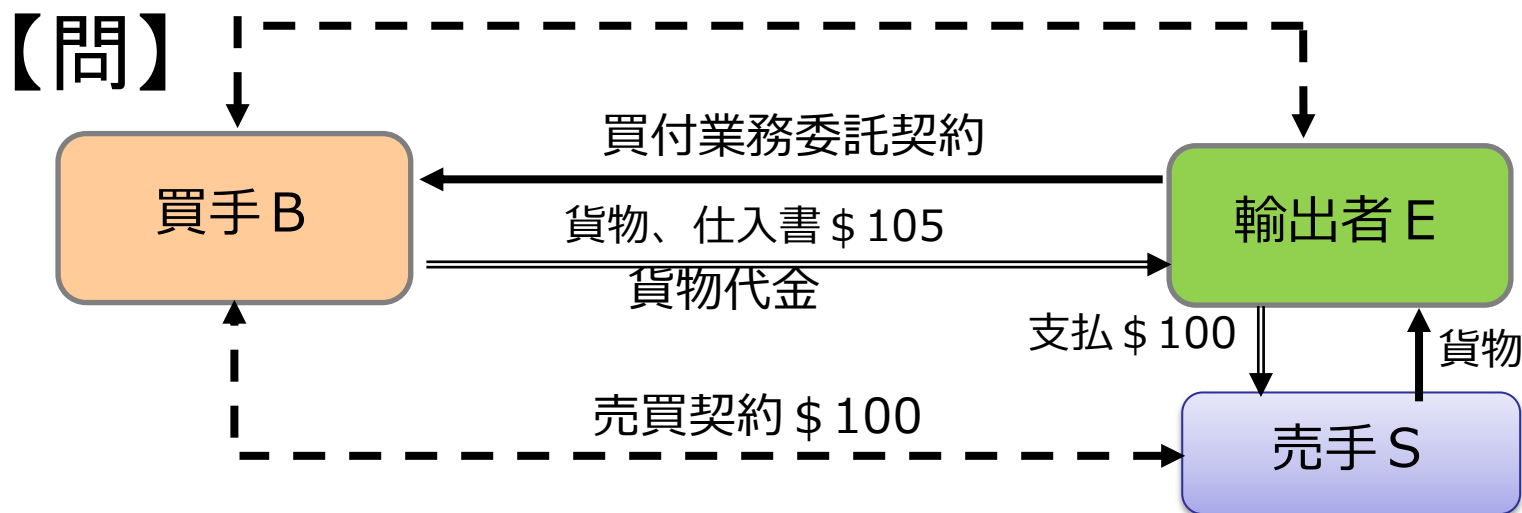 【問】
買付業務委託契約
買手B
貨物、仕入書＄105
輸出者E
貨物代金
支払＄100
貨物
売買契約＄100
売手S